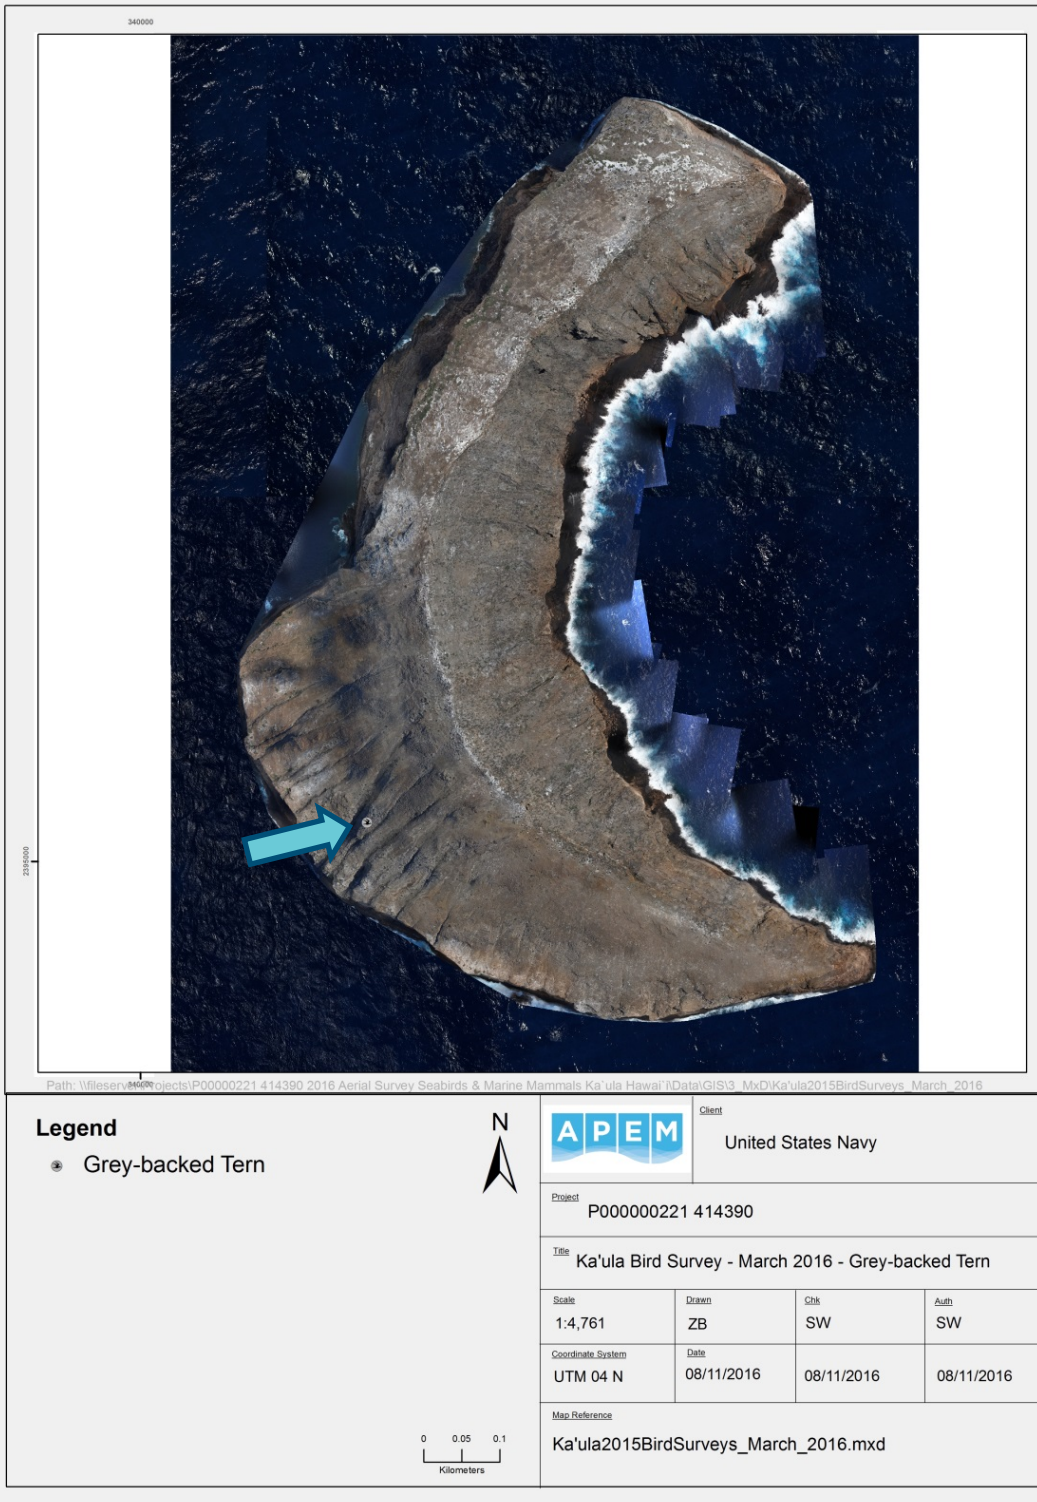 340000
2395000
Path: \\fileserver\Projects\P00000221 414390 2016 Aerial Survey Seabirds & Marine Mammals Ka`ula Hawai`i\Data\GIS\3_MxD\Ka'ula2015BirdSurveys_March_2016
340000
Legend
Grey-backed Tern
N
0 0.05 0.1
Kilometers
APEM
Client
United States Navy
Project
P000000221 414390
Title
Ka'ula Bird Survey - March 2016 - Grey-backed Tern
Scale
1:4,761
Drawn
ZB
Chk
SW
Auth
SW
Coordinate System
UTM 04 N
Date
08/11/2016
08/11/2016
08/11/2016
Map Reference
Ka'ula2015BirdSurveys_March_2016.mxd